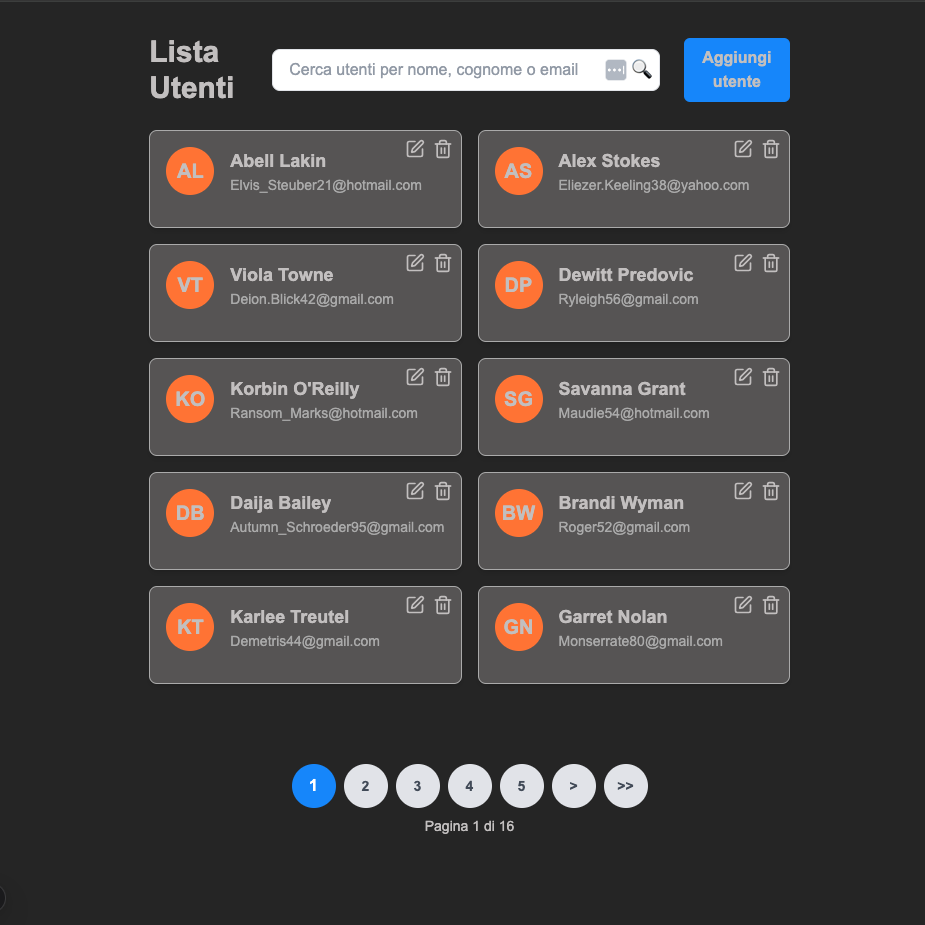 Lista
Utenti
Cerca utenti per nome, cognome o email
Aggiungi
utente
AL
Abell Lakin
Elvis_Steuber21@hotmail.com
AS
Alex Stokes
Eliezer.Keeling38@yahoo.com
VT
Viola Towne
Deion.Blick42@gmail.com
DP
Dewitt Predovic
Ryleigh56@gmail.com
KO
Korbin O'Reilly
Ransom_Marks@hotmail.com
SG
Savanna Grant
Maudie54@hotmail.com
DB
Daija Bailey
Autumn_Schroeder95@gmail.com
BW
Brandi Wyman
Roger52@gmail.com
KT
Karlee Treutel
Demetris44@gmail.com
GN
Garret Nolan
Monserrate80@gmail.com
1 2 3 4 5 > >>
Pagina 1 di 16